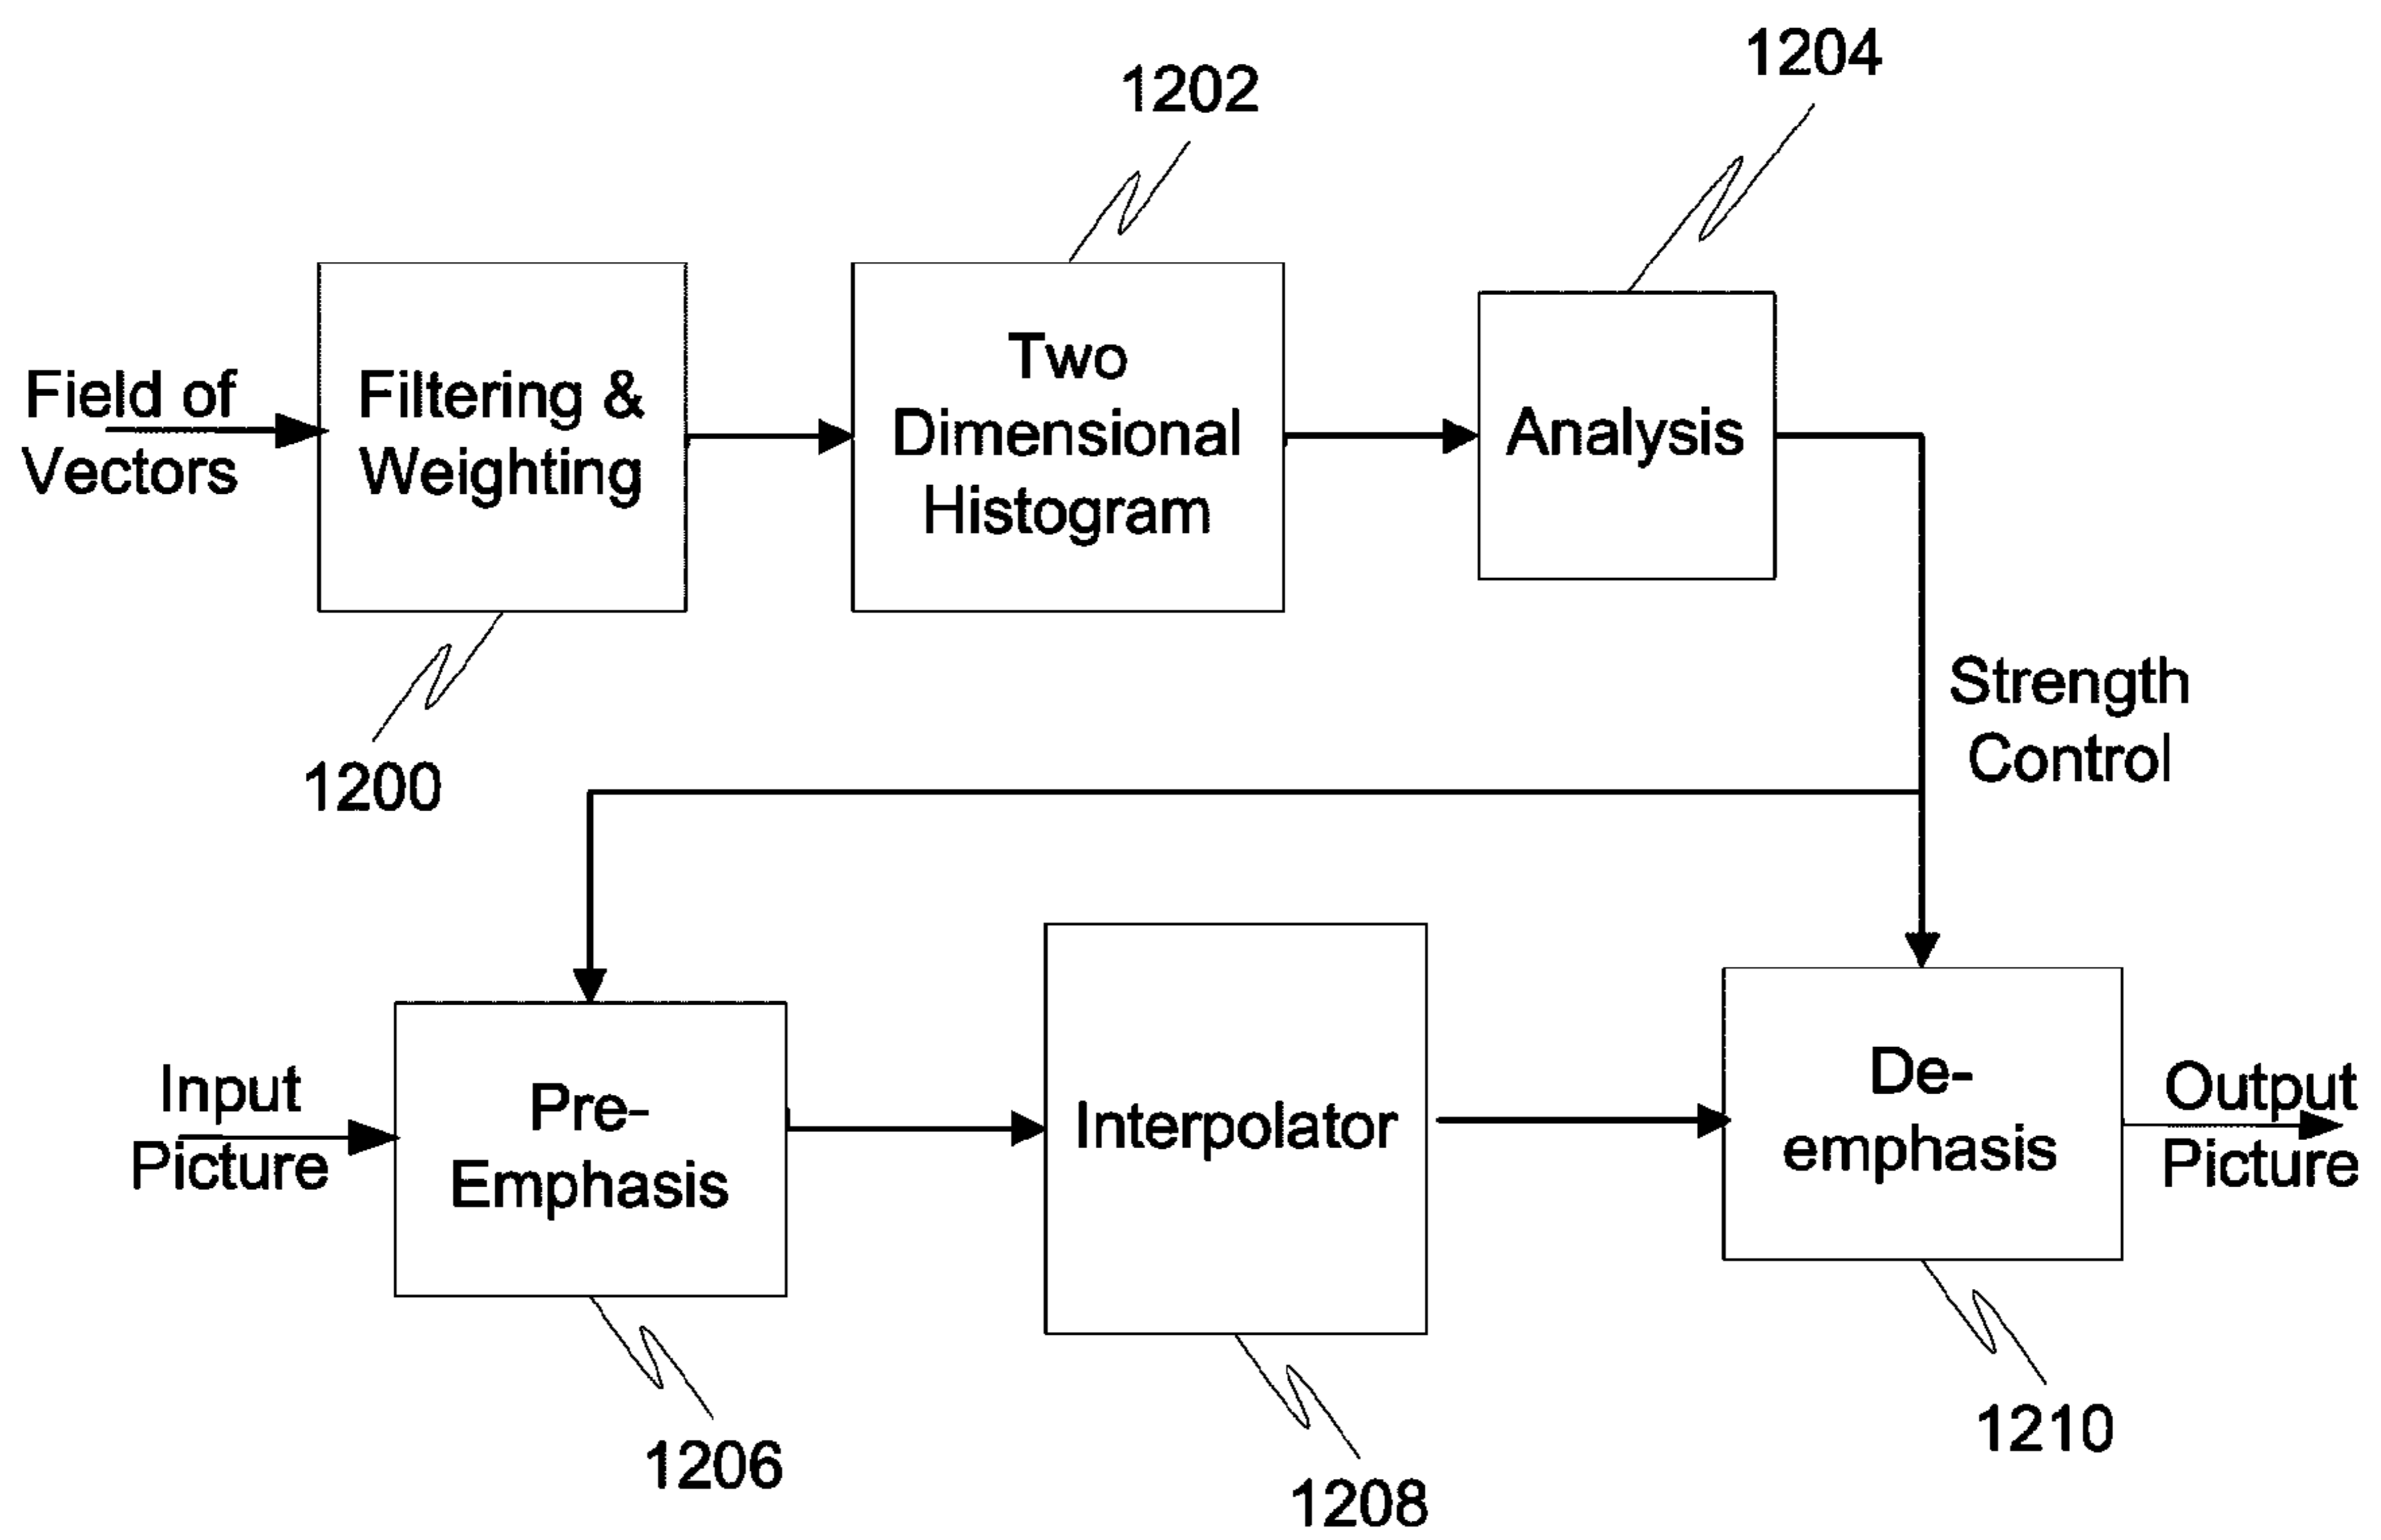 1204
1202
Field of
Vectors
Filtering &
Weighting
Two
Dimensional
Histogram
Analysis
1200
Strength
Control
Input
Picture
Pre-
Emphasis
Interpolator
De-
emphasis
Output
Picture
1206
1208
1210